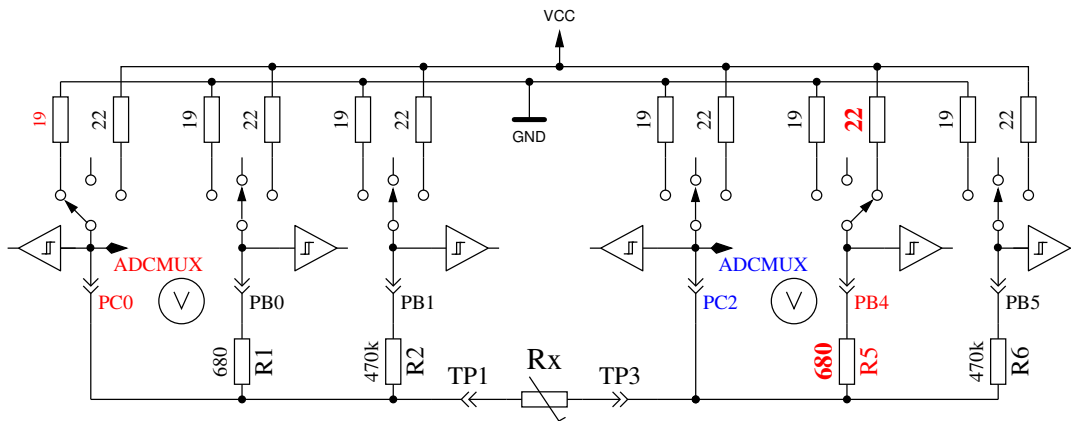 VCC
19
22
19
22
19
22
GND
19
22
19
22
19
22
ADCMUX
ADCMUX
PC0
V
PB0
PB1
PC2
V
PB4
PB5
680
R1
470k
R2
680
R5
470k
R6
TP1
Rx
TP3